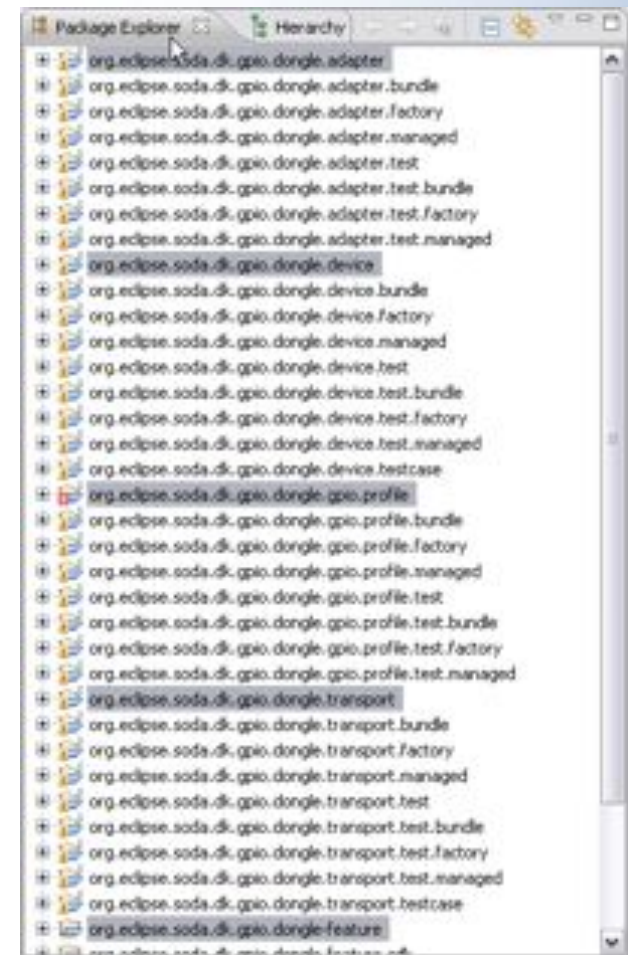 Package Explorer Hierarchy
org.eclipse.soda.dk.gpio.dongle.adapter
org.eclipse.soda.dk.gpio.dongle.adapter.bundle
org.eclipse.soda.dk.gpio.dongle.adapter.factory
org.eclipse.soda.dk.gpio.dongle.adapter.managed
org.eclipse.soda.dk.gpio.dongle.adapter.test
org.eclipse.soda.dk.gpio.dongle.adapter.test.bundle
org.eclipse.soda.dk.gpio.dongle.adapter.test.factory
org.eclipse.soda.dk.gpio.dongle.adapter.test.managed
org.eclipse.soda.dk.gpio.dongle.device
org.eclipse.soda.dk.gpio.dongle.device.bundle
org.eclipse.soda.dk.gpio.dongle.device.factory
org.eclipse.soda.dk.gpio.dongle.device.managed
org.eclipse.soda.dk.gpio.dongle.device.test
org.eclipse.soda.dk.gpio.dongle.device.test.bundle
org.eclipse.soda.dk.gpio.dongle.device.test.factory
org.eclipse.soda.dk.gpio.dongle.device.test.managed
org.eclipse.soda.dk.gpio.dongle.device.testcase
org.eclipse.soda.dk.gpio.dongle.gpio.profile
org.eclipse.soda.dk.gpio.dongle.gpio.profile.bundle
org.eclipse.soda.dk.gpio.dongle.gpio.profile.factory
org.eclipse.soda.dk.gpio.dongle.gpio.profile.managed
org.eclipse.soda.dk.gpio.dongle.gpio.profile.test
org.eclipse.soda.dk.gpio.dongle.gpio.profile.test.bundle
org.eclipse.soda.dk.gpio.dongle.gpio.profile.test.factory
org.eclipse.soda.dk.gpio.dongle.gpio.profile.test.managed
org.eclipse.soda.dk.gpio.dongle.transport
org.eclipse.soda.dk.gpio.dongle.transport.bundle
org.eclipse.soda.dk.gpio.dongle.transport.factory
org.eclipse.soda.dk.gpio.dongle.transport.managed
org.eclipse.soda.dk.gpio.dongle.transport.test
org.eclipse.soda.dk.gpio.dongle.transport.test.bundle
org.eclipse.soda.dk.gpio.dongle.transport.test.factory
org.eclipse.soda.dk.gpio.dongle.transport.test.managed
org.eclipse.soda.dk.gpio.dongle.transport.testcase
org.eclipse.soda.dk.gpio.dongle-feature